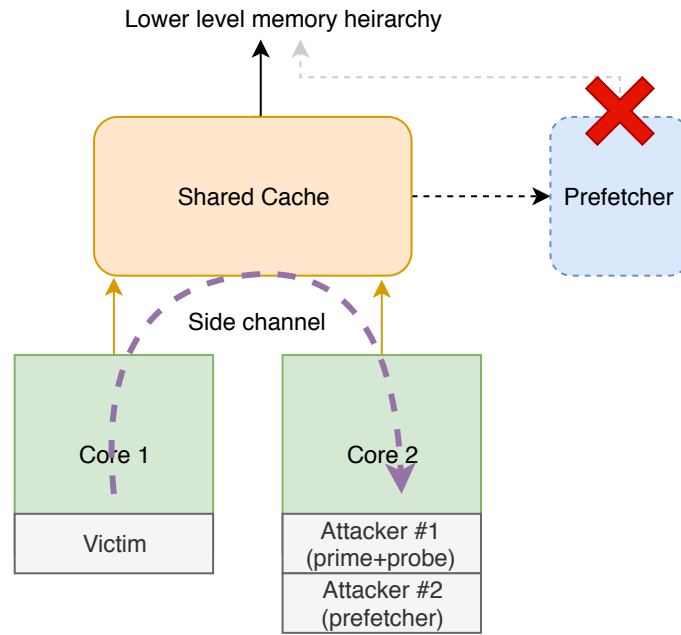 Lower level memory heirarchy
Shared Cache
Prefetcher
Side channel
Core 1
Core 2
Victim
Attacker #1
(prime+probe)
Attacker #2
(prefetcher)